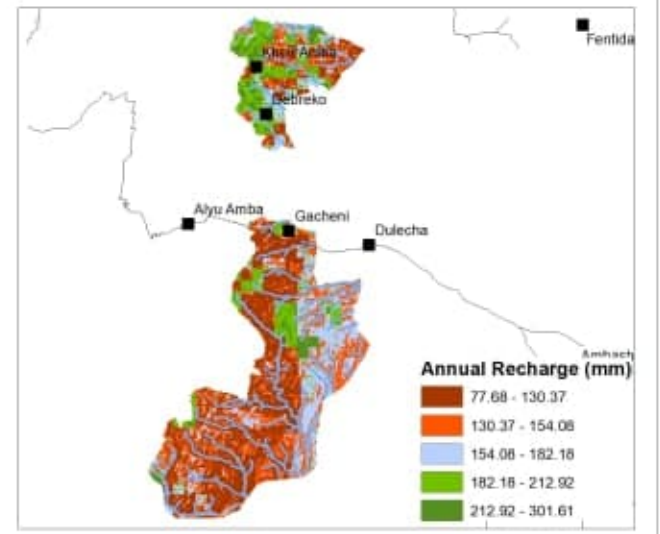 Fentida
Debreko
Alyu Amba
Gacheni
Dulecha
Annual Recharge (mm)
77.68 - 130.37
130.37 - 154.08
154.08 - 182.18
182.18 - 212.92
212.92 - 301.61